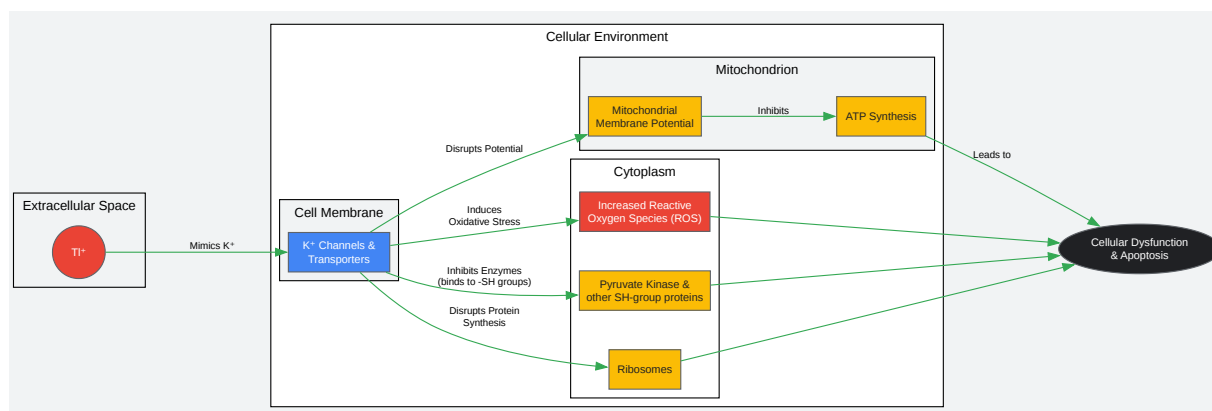 Cellular Environment
Mitochondrion
Mitochondrial
Membrane Potential
Inhibits
ATP Synthesis
Disrupts Potential
Leads to
Cytoplasm
Extracellular Space
Tl⁺
Mimics K⁺
Cell Membrane
K⁺ Channels &
Transporters
Induces
Oxidative Stress
Increased Reactive
Oxygen Species (ROS)
Cellular Dysfunction
& Apoptosis
Inhibits Enzymes
(binds to -SH groups)
Pyruvate Kinase &
other SH-group proteins
Disrupts Protein
Synthesis
Ribosomes